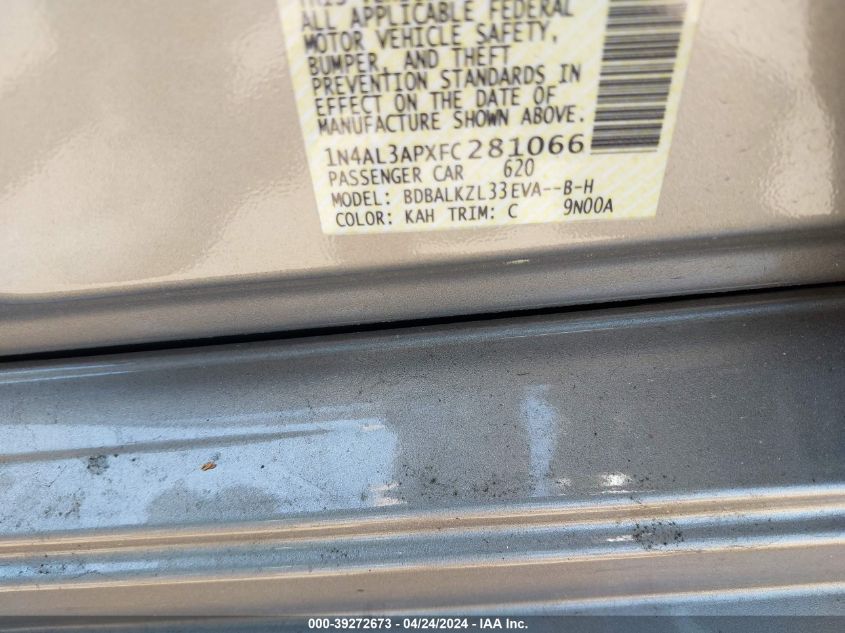 ALL APPLICABLE FEDERAL
MOTOR VEHICLE SAFETY,
BUMPER, AND THEFT
PREVENTION STANDARDS IN
EFFECT ON THE DATE OF
MANUFACTURE SHOWN ABOVE.
1N4AL3APXFC281066
PASSENGER CAR 620
MODEL: BDBALKZL33EVA--B-H
COLOR: KAH TRIM: C 9N00A
000-39272673 - 04/24/2024 - IAA Inc.